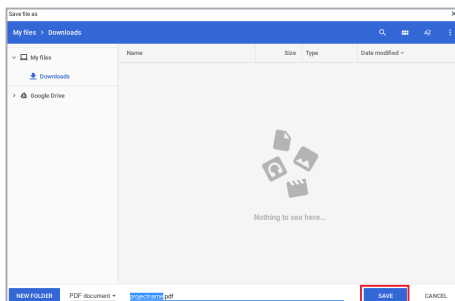 Save file as
My files > Downloads
Name Size Type Date modified
My files
Downloads
Google Drive
Nothing to see here...
NEW FOLDER PDF document projectname.pdf SAVE CANCEL